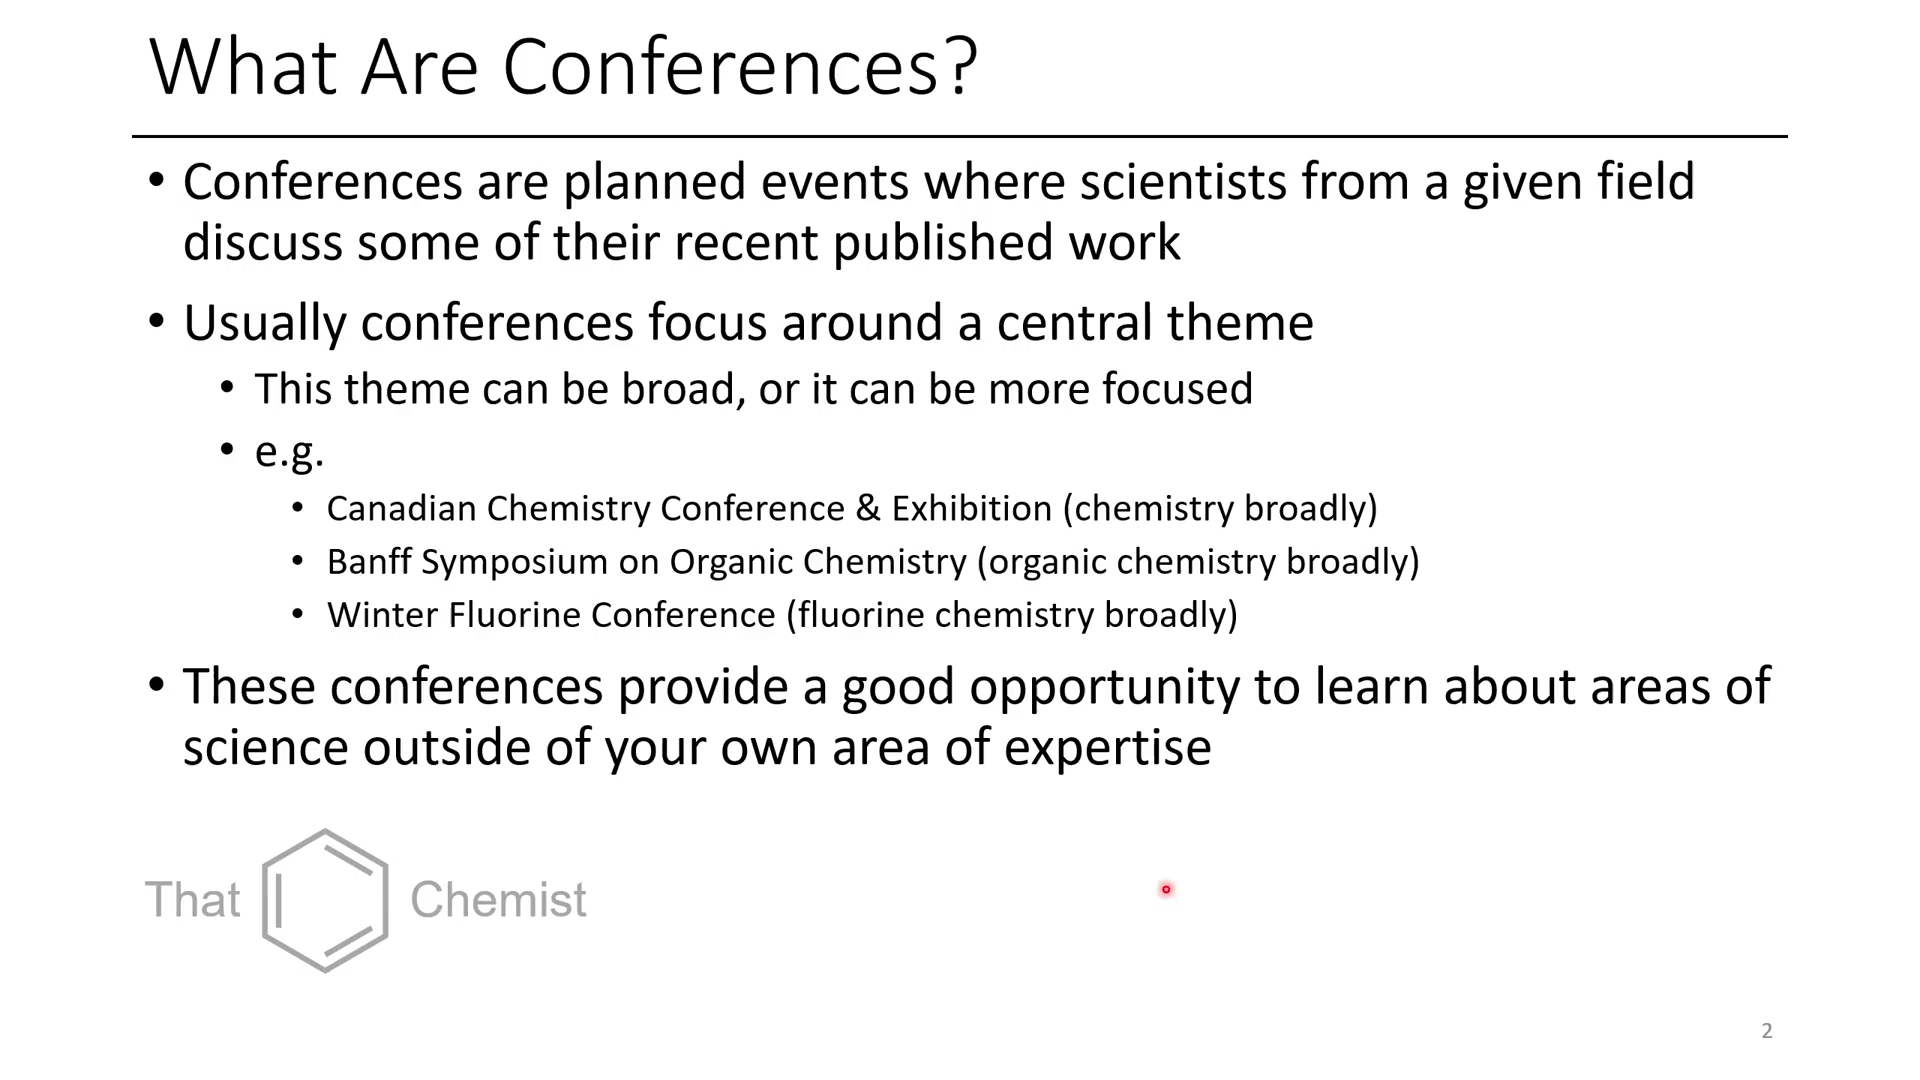 What Are Conferences?
• Conferences are planned events where scientists from a given field
discuss some of their recent published work
• Usually conferences focus around a central theme
• This theme can be broad, or it can be more focused
• e.g.
• Canadian Chemistry Conference & Exhibition (chemistry broadly)
• Banff Symposium on Organic Chemistry (organic chemistry broadly)
• Winter Fluorine Conference (fluorine chemistry broadly)
• These conferences provide a good opportunity to learn about areas of
science outside of your own area of expertise
That Chemist
2